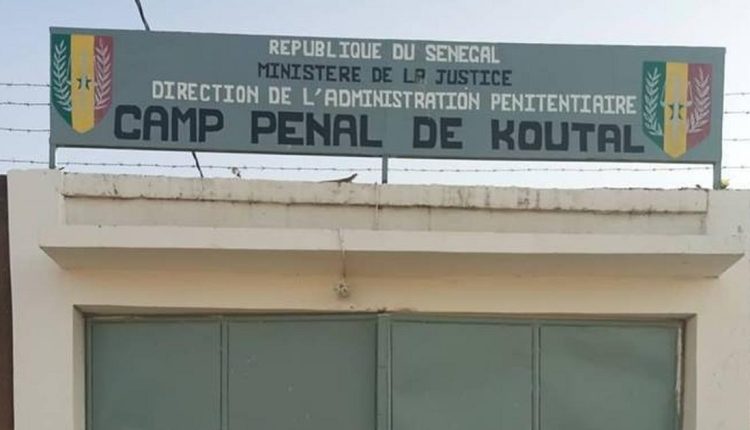 REPUBLIQUE DU SENEGAL
MINISTERE DE LA JUSTICE
DIRECTION DE L'ADMINISTRATION PENITENTIAIRE
CAMP PENAL DE KOUTAL